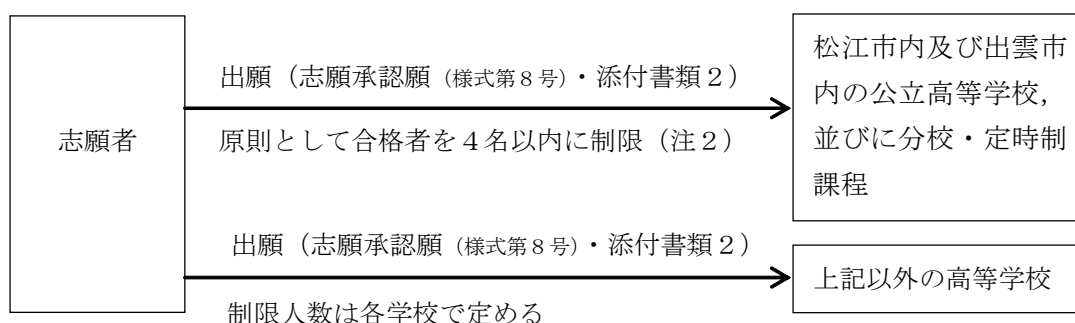 志願者
出願（志願承認願（様式第８号）・添付書類２）
原則として合格者を４名以内に制限（注２）
松江市内及び出雲市
内の公立高等学校，
並びに分校・定時制
課程
出願（志願承認願（様式第８号）・添付書類２）
制限人数は各学校で定める
上記以外の高等学校